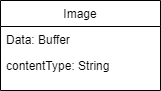 Image
Data: Buffer
contentType: String